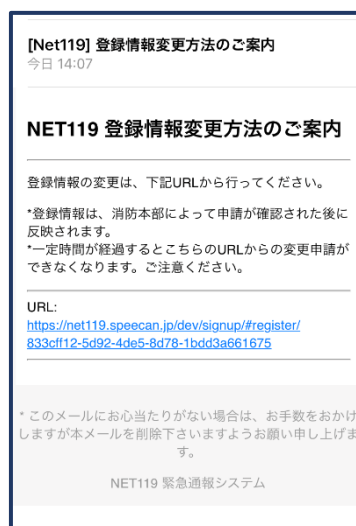 [Net119] 登録情報変更方法のご案内
今日 14:07
NET119 登録情報変更方法のご案内
登録情報の変更は、下記URLから行ってください。
*登録情報は、消防本部によって申請が確認された後に
反映されます。
*一定時間が経過するとこちらのURLからの変更申請が
できなくなります。ご注意ください。
URL:
https://net119.speecan.jp/dev/signup/#register/
833cff12-5d92-4de5-8d78-1bdd3a661675
* このメールにお心当たりがない場合は、お手数をおかけ
しますが本メールを削除下さいますようお願い申し上げま
す。
NET119 緊急通報システム